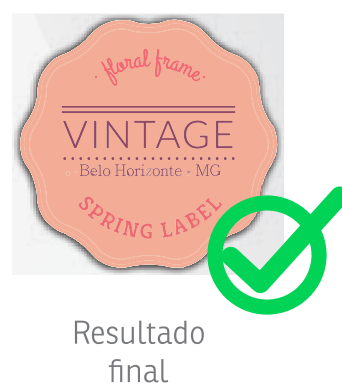 floral frame
VINTAGE
Belo Horizonte - MG
SPRING LABEL
Resultado
final